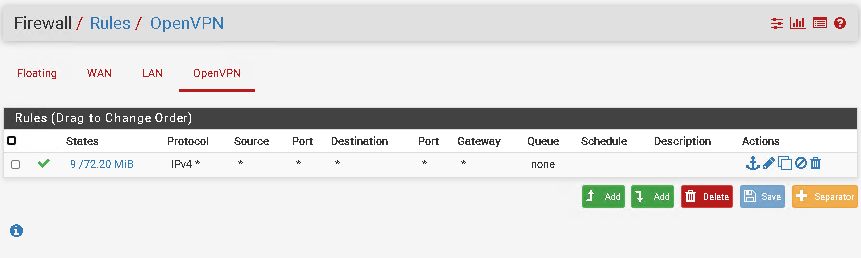 Firewall / Rules / OpenVPN
Floating WAN LAN OpenVPN
Rules (Drag to Change Order)
States Protocol Source Port Destination Port Gateway Queue Schedule Description Actions
9 /72.20 MiB IPv4 * * * * * * none
Add Add Delete Save Separator